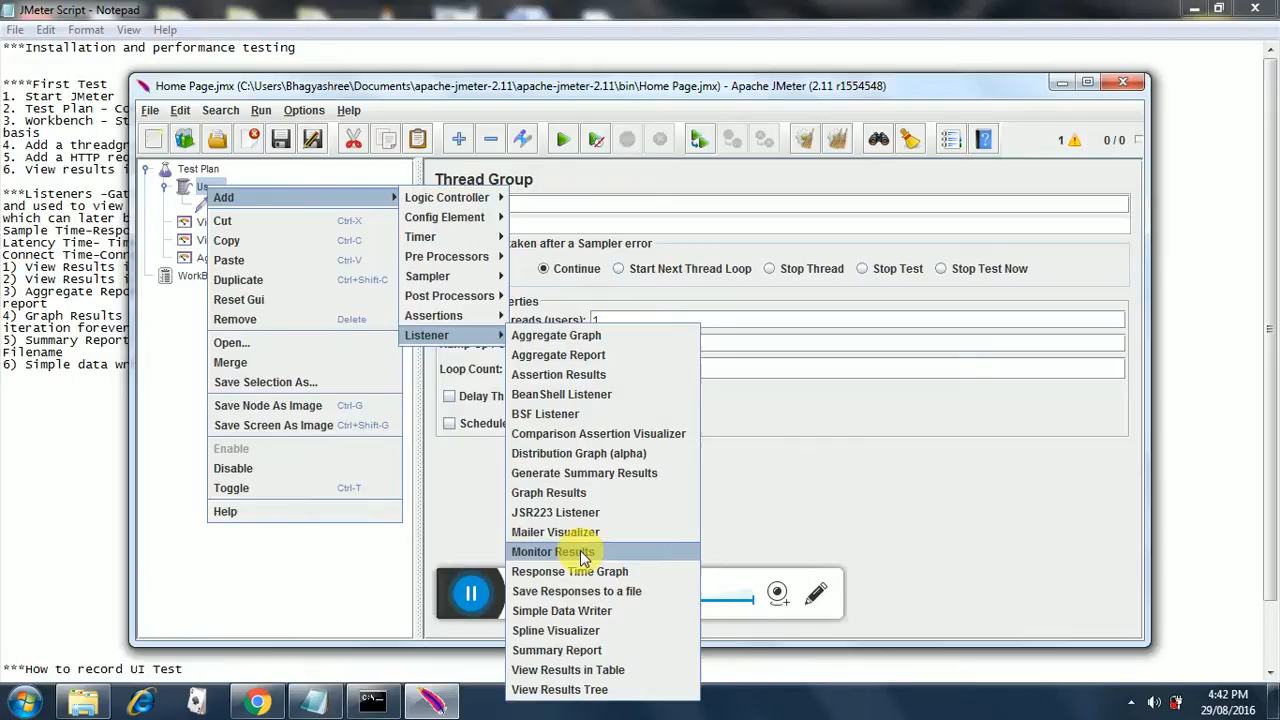 JMeter Script - Notepad
File Edit Format View Help
***Installation and performance testing
****First Test
1. Start JMeter
2. Test Plan - Co
3. Workbench - S
basis
4. Add a threadg
5. Add a HTTP req
6. View results i
***Listeners -Gat
and used to view
which can later b
Sample Time-Respo
Latency Time- Tim
Connect Time-Con
1) View Results i
2) View Results i
3) Aggregate Repo
report
4) Graph Results
iteration forever
5) Summary Report
Filename
6) Simple data wr
***How to record UI Test
Home Page.jmx (C:\Users\Bhagyashree\Documents\apache-jmeter-2.11\apache-jmeter-2.11\bin\Home Page.jmx) - Apache JMeter (2.11 r1554548)
File Edit Search Run Options Help
1 0 / 0
Test Plan
Us
Vi
Vi
Ag
WorkB
Add
Cut Ctrl-X
Copy Ctrl-C
Paste Ctrl-V
Duplicate Ctrl+Shift-C
Reset Gui
Remove Delete
Open...
Merge
Save Selection As...
Save Node As Image Ctrl-G
Save Screen As Image Ctrl+Shift-G
Enable
Disable
Toggle Ctrl-T
Help
Logic Controller
Config Element
Timer
Pre Processors
Sampler
Post Processors
Assertions
Listener
Aggregate Graph
Aggregate Report
Assertion Results
BeanShell Listener
BSF Listener
Comparison Assertion Visualizer
Distribution Graph (alpha)
Generate Summary Results
Graph Results
JSR223 Listener
Mailer Visualizer
Monitor Results
Response Time Graph
Save Responses to a file
Simple Data Writer
Spline Visualizer
Summary Report
View Results in Table
View Results Tree
Thread Group
taken after a Sampler error
Continue Start Next Thread Loop Stop Thread Stop Test Stop Test Now
perties
reads (users): 1
Loop Count:
Delay Th
Schedule
4:42 PM
29/08/2016